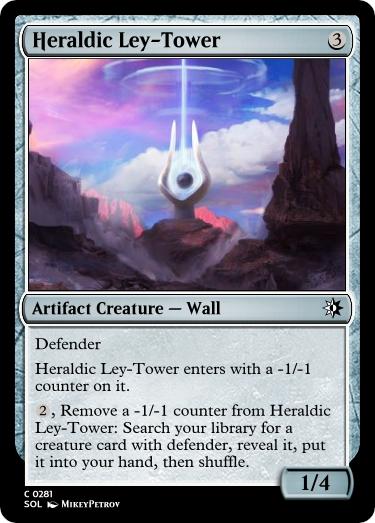 Heraldic Ley-Tower 3
Artifact Creature — Wall
Defender
Heraldic Ley-Tower enters with a -1/-1
counter on it.
2, Remove a -1/-1 counter from Heraldic
Ley-Tower: Search your library for a
creature card with defender, reveal it, put
it into your hand, then shuffle.
1/4
C 0281
SOL MikeyPetrov